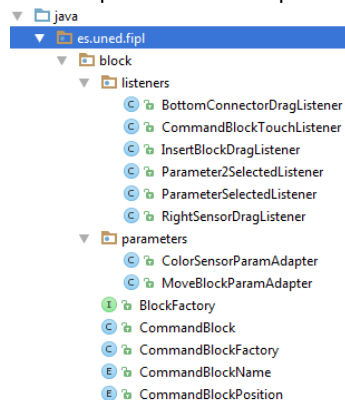 java
es.uned.fipl
block
listeners
BottomConnectorDragListener
CommandBlockTouchListener
InsertBlockDragListener
Parameter2SelectedListener
ParameterSelectedListener
RightSensorDragListener
parameters
ColorSensorParamAdapter
MoveBlockParamAdapter
BlockFactory
CommandBlock
CommandBlockFactory
CommandBlockName
CommandBlockPosition